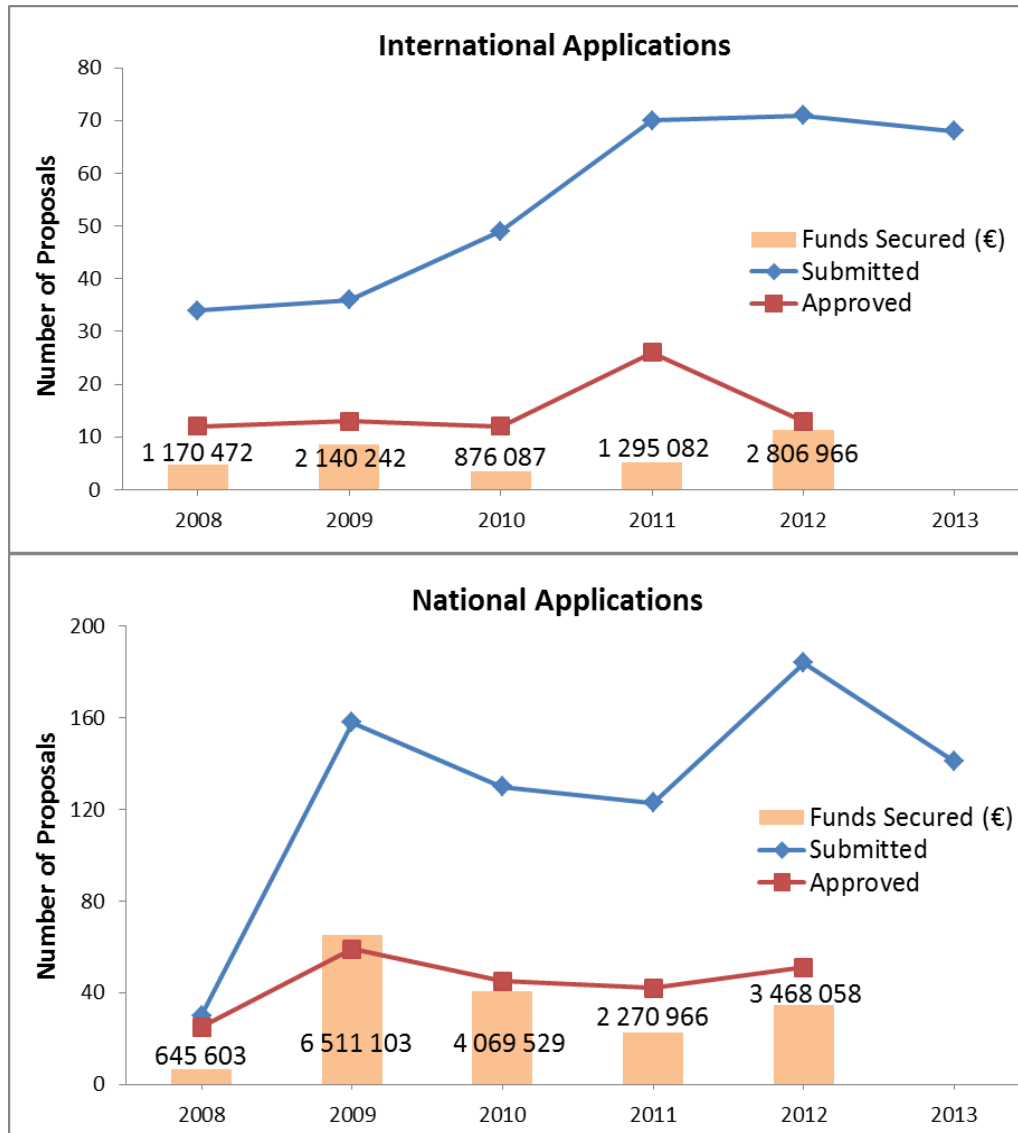 International Applications
Number of Proposals
80
70
60
50
40
30
20
10
0
Funds Secured (€)
Submitted
Approved
1 170 472
2 140 242
876 087
1 295 082
2 806 966
2008
2009
2010
2011
2012
2013
National Applications
Number of Proposals
200
160
120
80
40
0
Funds Secured (€)
Submitted
Approved
645 603
6 511 103
4 069 529
2 270 966
3 468 058
2008
2009
2010
2011
2012
2013